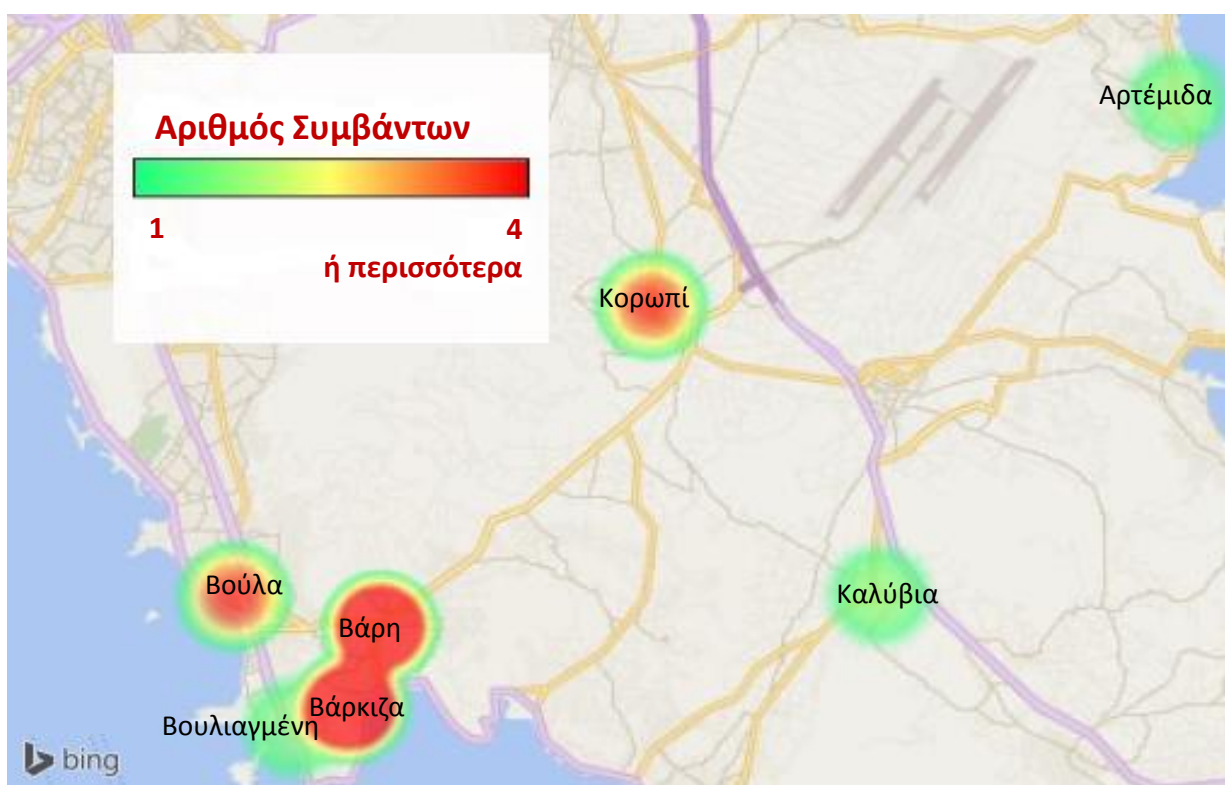 Αριθμός Συμβάντων
1 4
ή περισσότερα
Αρτέμιδα
Κορωπί
Βούλα
Καλύβια
Βάρη
Βάρκιζα
Βουλιαγμένη
bing